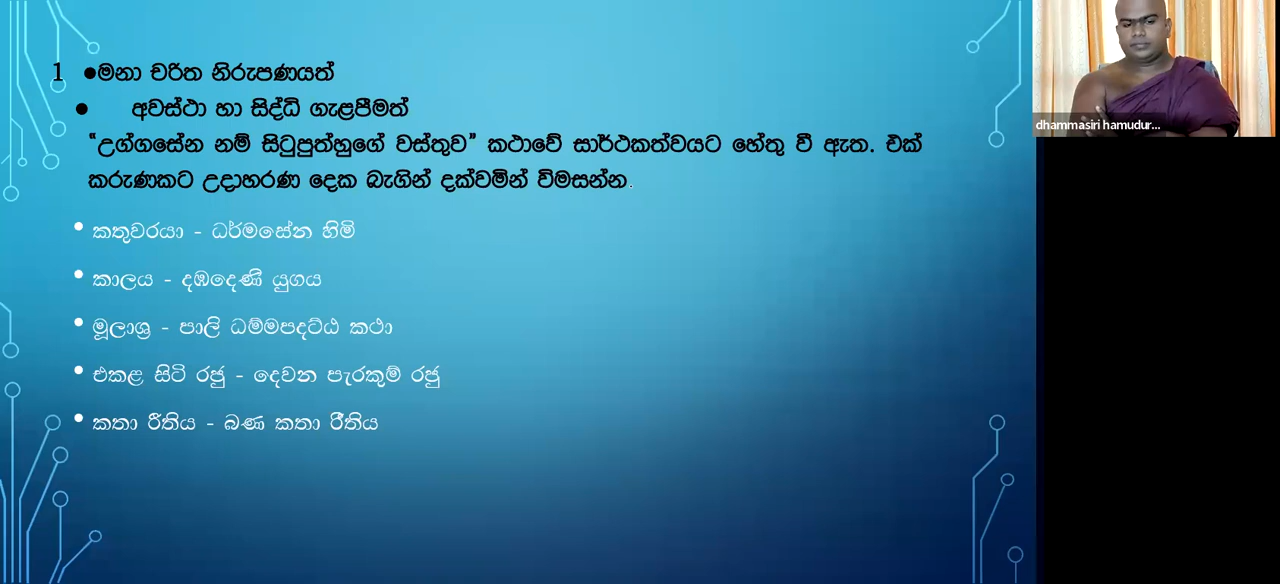 1 ●මනා චරිත නිරුපණයත්
● අවස්ථා හා සිද්ධි ගැළපීමත්
“උග්ගසේන නම් සිටුපුත්හුගේ වස්තුව” කථාවේ සාර්ථකත්වයට හේතු වී ඇත. එක්
කරුණකට උදාහරණ දෙක බැගින් දක්වමින් විමසන්න.
• කතුවරයා - ධර්මසේන හිමි
• කාලය - දඹදෙණි යුගය
• මූලාශ්‍ර - පාලි ධම්මපදට්ඨ කථා
• එකළ සිටි රජු - දෙවන පැරකුම් රජු
• කතා රීතිය - බණ කතා රීතිය
dhammasiri hamudur...